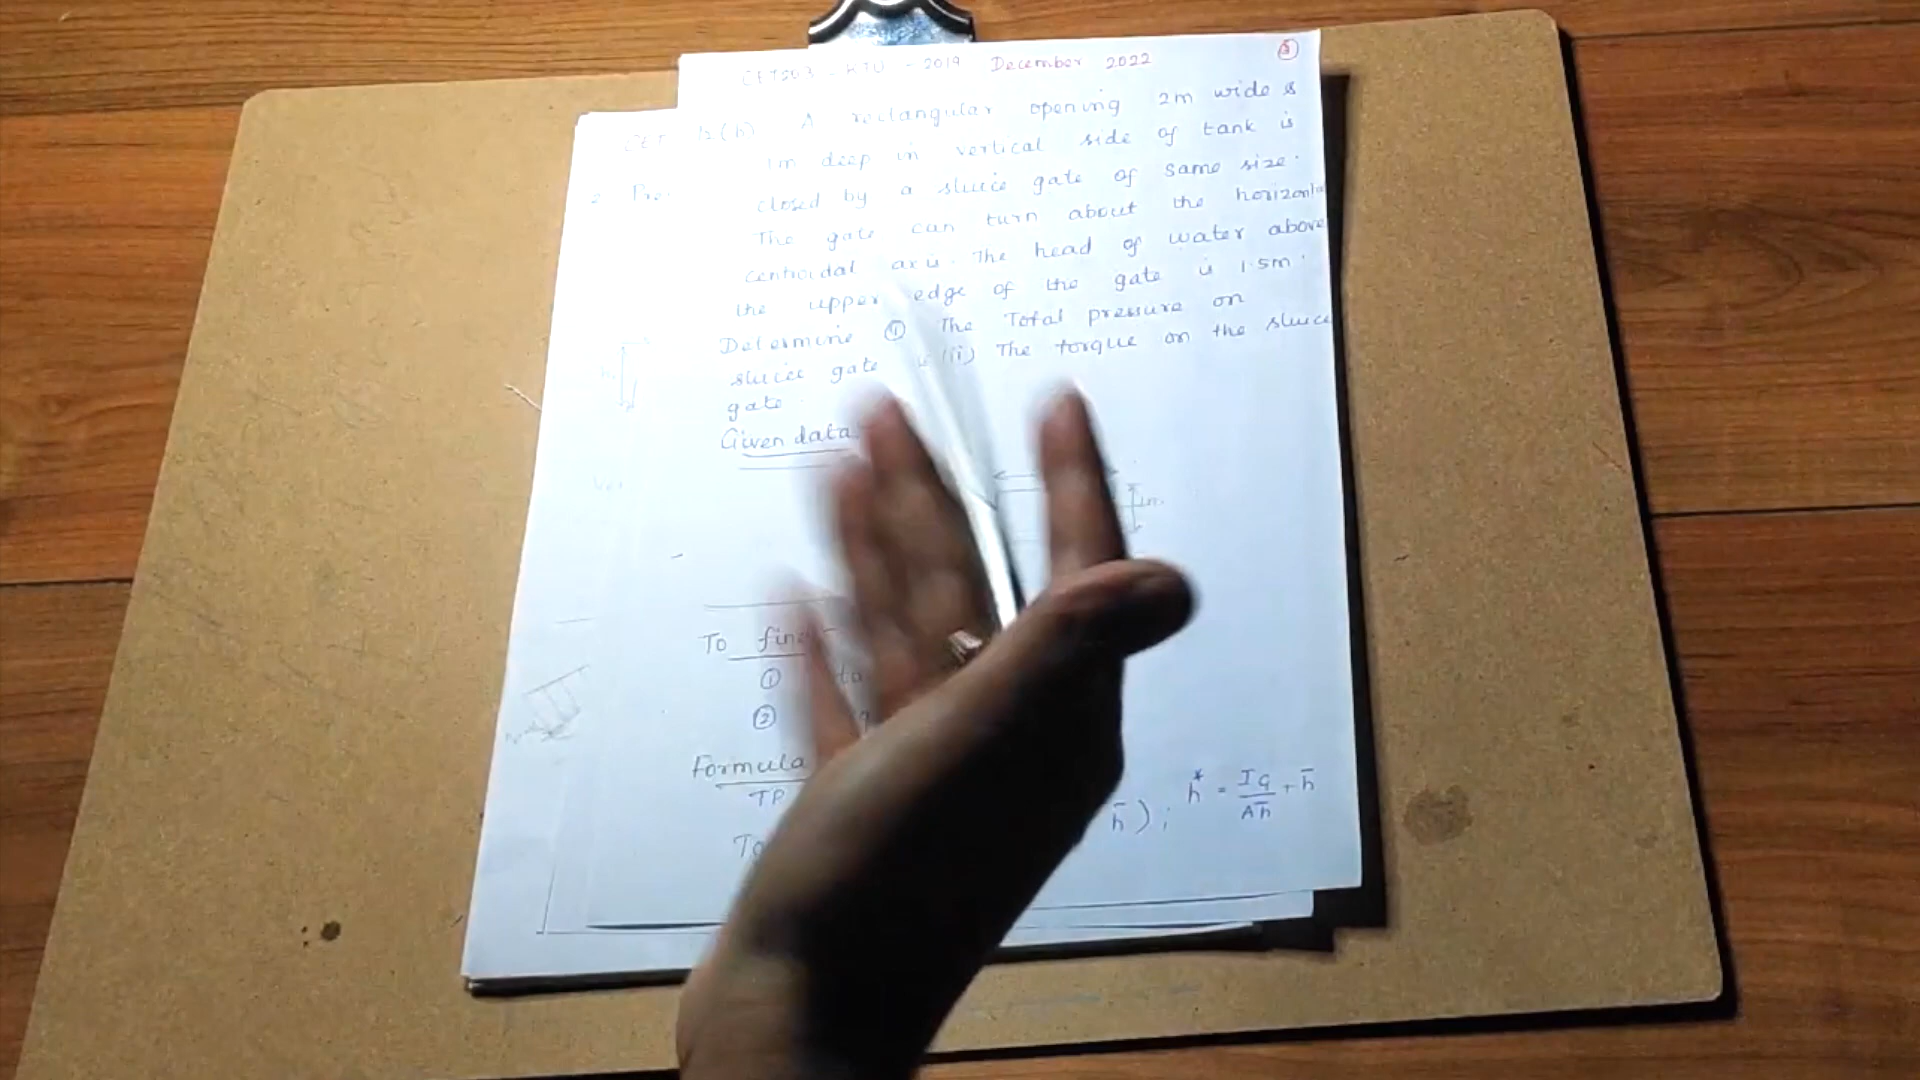 - KTU - 2019 December 2022
③
12(b) A rectangular opening 2m wide &
1m deep in vertical side of tank is
closed by a sluice gate of same size.
The gate can turn about the horizontal
centroidal axis. The head of water above
the upper edge of the gate is 1.5m.
Determine ① The Total pressure on
sluice gate & (ii) The torque on the sluice
gate.
Given data
1m
To find
①
②
Formula
TP
h̄); h* = IG/Ah̄ + h̄